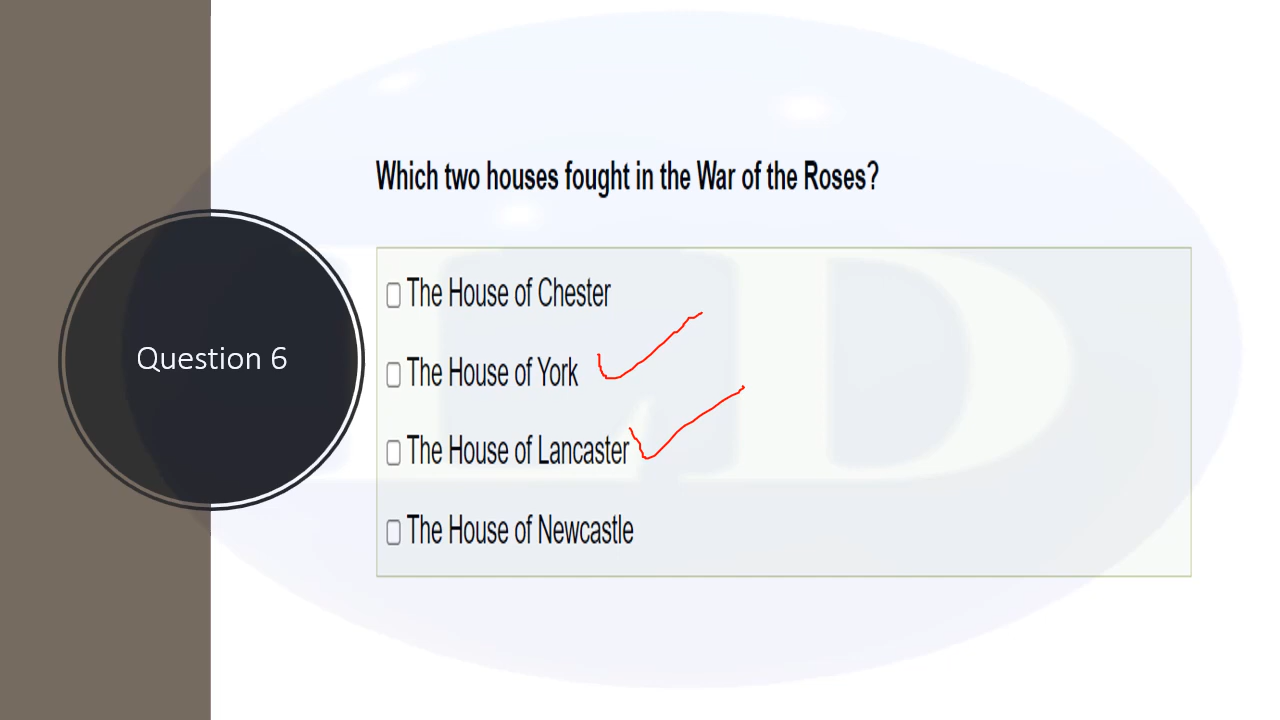 Which two houses fought in the War of the Roses?
The House of Chester
The House of York
Question 6
The House of Lancaster
The House of Newcastle